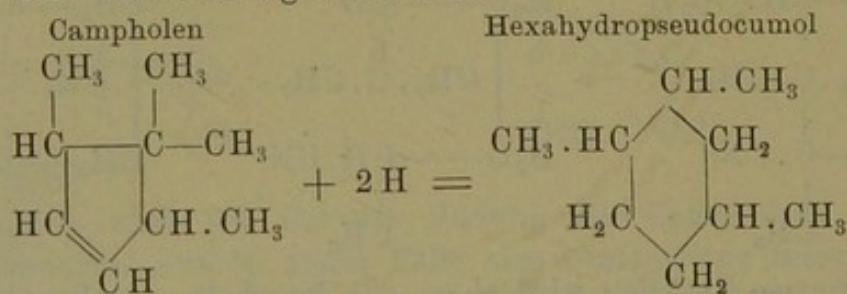 Campholen Hexahydropseudocumol
CH₃ CH₃ CH.CH₃
HC C—CH₃ CH₃.HC CH₂
+ 2H =
HC CH.CH₃ H₂C CH.CH₃
CH CH₂